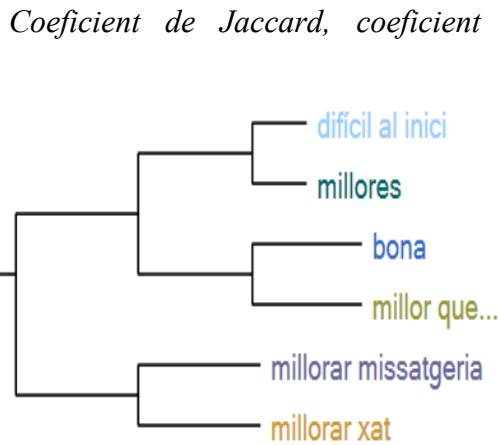 Coeficient de Jaccard, coeficient
difícil al inici
millores
bona
millor que...
millorar missatgeria
millorar xat